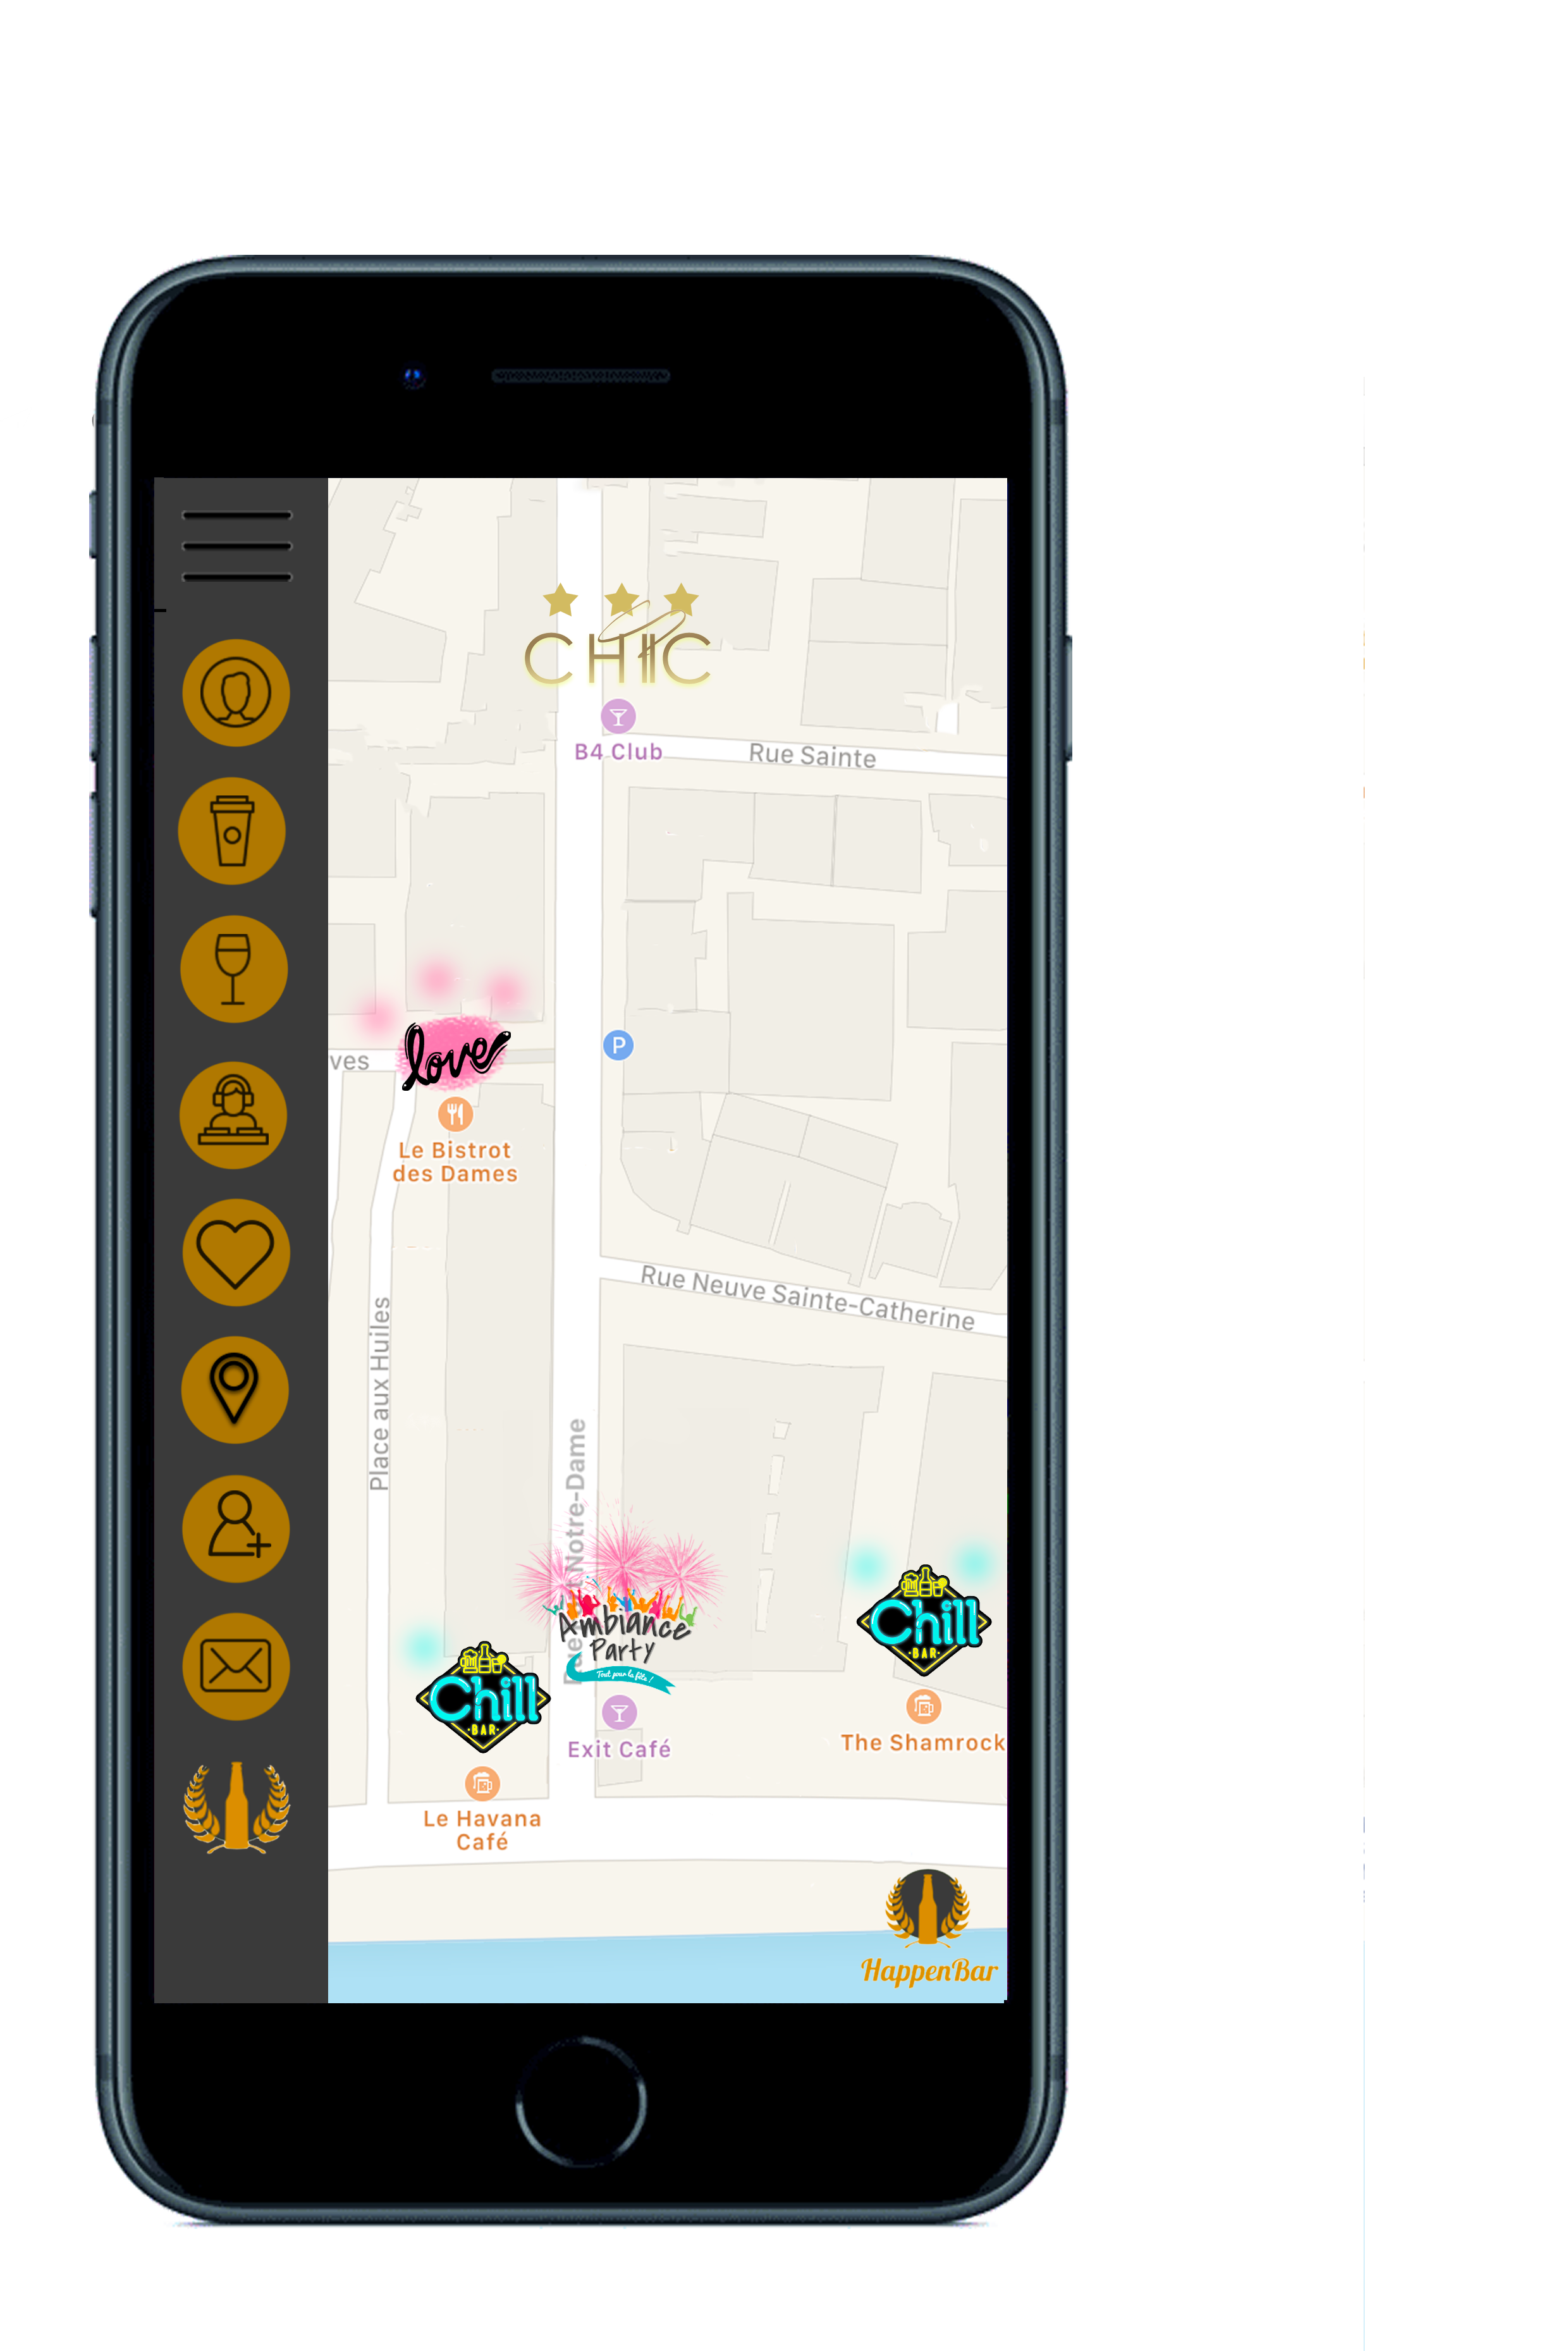 CHIC
B4 Club
Rue Sainte
love
ves
P
Le Bistrot
des Dames
Rue Neuve Sainte-Catherine
Place aux Huiles
Notre-Dame
Ambiance
Party
Tout pour la fête !
Chill
BAR
Chill
BAR
Exit Café
The Shamrock
Le Havana
Café
HappenBar